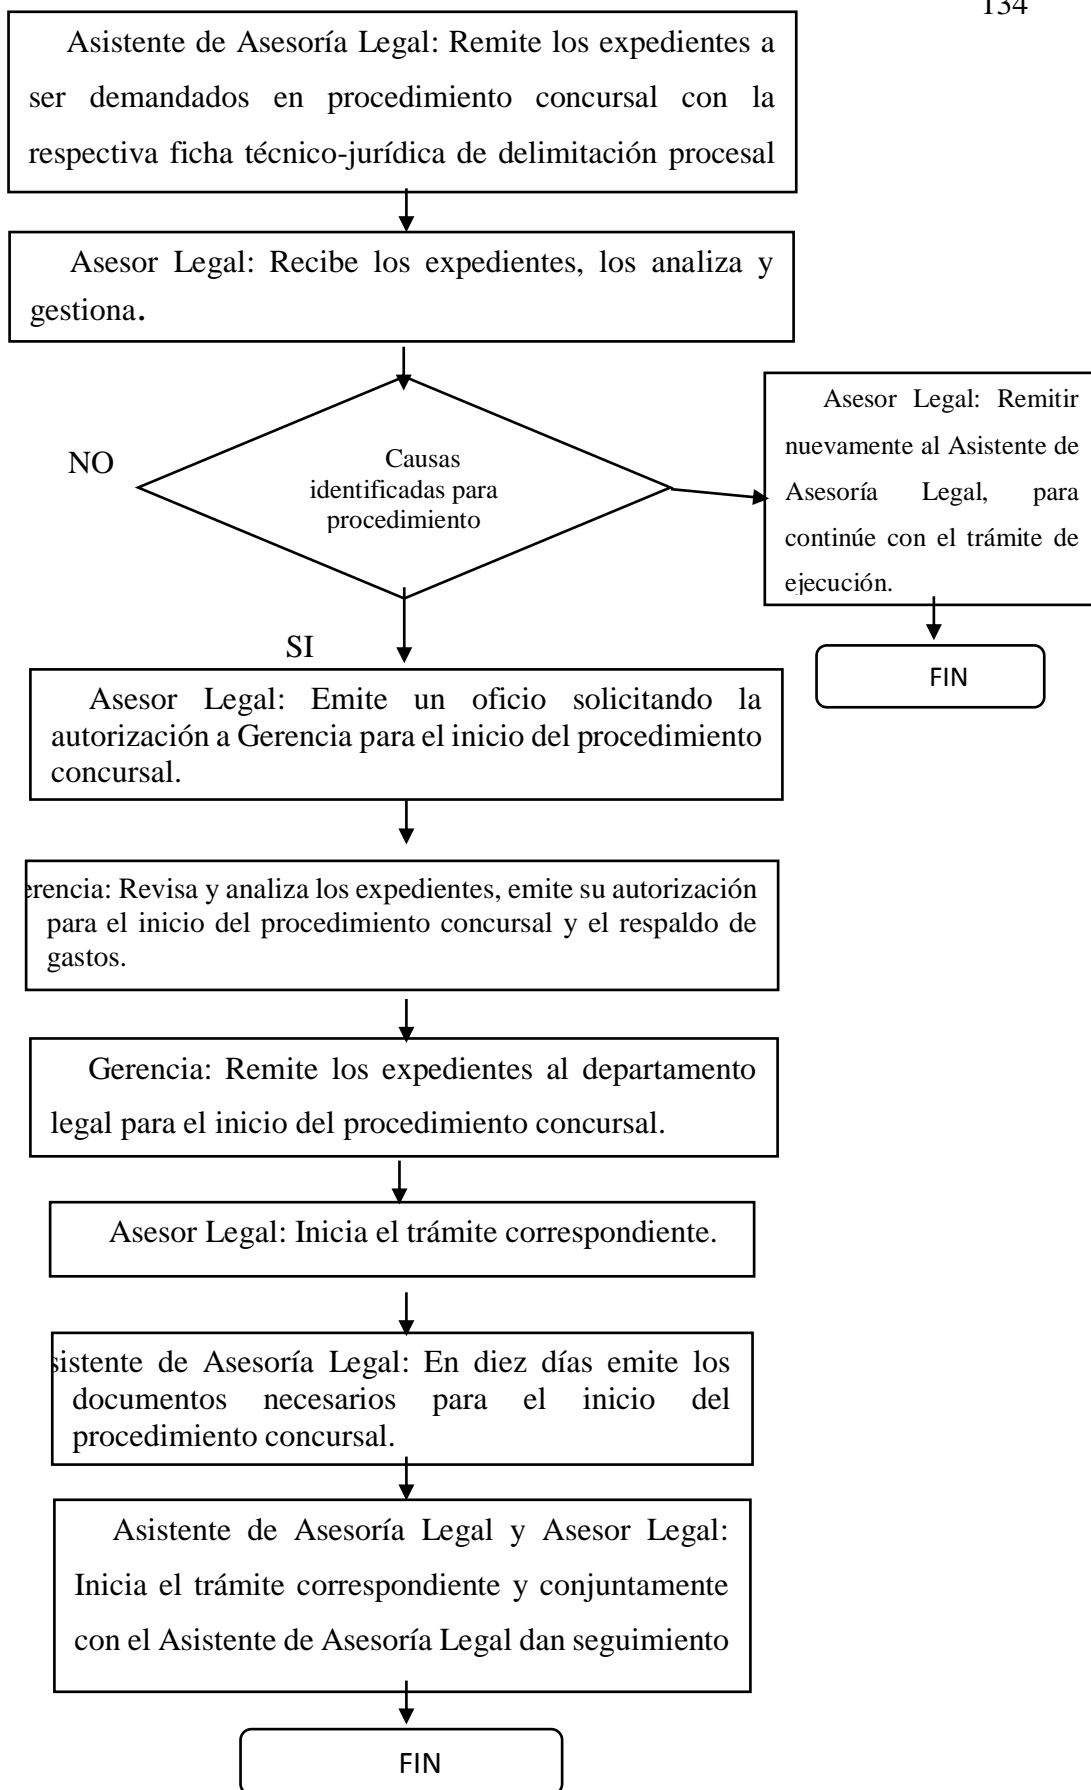 134
Asistente de Asesoría Legal: Remite los expedientes a
ser demandados en procedimiento concursal con la
respectiva ficha técnico-jurídica de delimitación procesal
Asesor Legal: Recibe los expedientes, los analiza y
gestiona.
NO
Causas
identificadas para
procedimiento
Asesor Legal: Remitir
nuevamente al Asistente de
Asesoría Legal, para
continúe con el trámite de
ejecución.
FIN
SI
Asesor Legal: Emite un oficio solicitando la
autorización a Gerencia para el inicio del procedimiento
concursal.
erencia: Revisa y analiza los expedientes, emite su autorización
para el inicio del procedimiento concursal y el respaldo de
gastos.
Gerencia: Remite los expedientes al departamento
legal para el inicio del procedimiento concursal.
Asesor Legal: Inicia el trámite correspondiente.
sistente de Asesoría Legal: En diez días emite los
documentos necesarios para el inicio del
procedimiento concursal.
Asistente de Asesoría Legal y Asesor Legal:
Inicia el trámite correspondiente y conjuntamente
con el Asistente de Asesoría Legal dan seguimiento
FIN